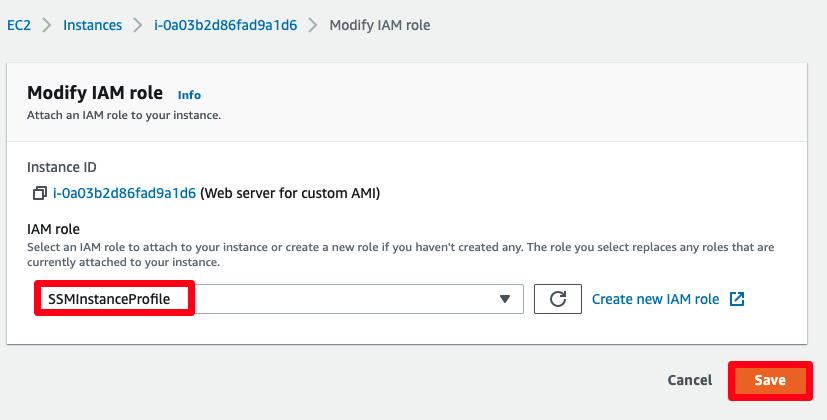 EC2 > Instances > i-0a03b2d86fad9a1d6 > Modify IAM role
Modify IAM role Info
Attach an IAM role to your instance.
Instance ID
i-0a03b2d86fad9a1d6 (Web server for custom AMI)
IAM role
Select an IAM role to attach to your instance or create a new role if you haven't created any. The role you select replaces any roles that are
currently attached to your instance.
SSMInstanceProfile Create new IAM role
Cancel Save